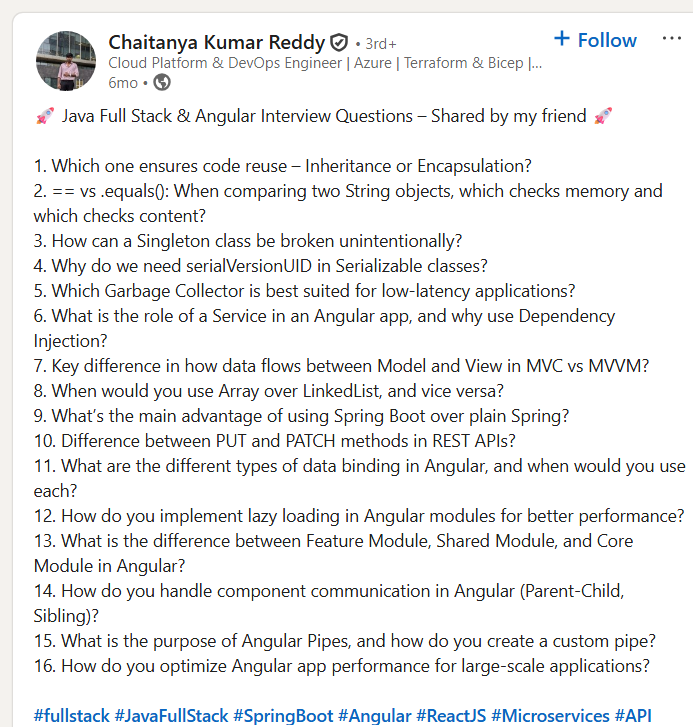 Chaitanya Kumar Reddy • 3rd+
+ Follow
Cloud Platform & DevOps Engineer | Azure | Terraform & Bicep |...
6mo •
🚀 Java Full Stack & Angular Interview Questions – Shared by my friend 🚀
1. Which one ensures code reuse – Inheritance or Encapsulation?
2. == vs .equals(): When comparing two String objects, which checks memory and
which checks content?
3. How can a Singleton class be broken unintentionally?
4. Why do we need serialVersionUID in Serializable classes?
5. Which Garbage Collector is best suited for low-latency applications?
6. What is the role of a Service in an Angular app, and why use Dependency
Injection?
7. Key difference in how data flows between Model and View in MVC vs MVVM?
8. When would you use Array over LinkedList, and vice versa?
9. What’s the main advantage of using Spring Boot over plain Spring?
10. Difference between PUT and PATCH methods in REST APIs?
11. What are the different types of data binding in Angular, and when would you use
each?
12. How do you implement lazy loading in Angular modules for better performance?
13. What is the difference between Feature Module, Shared Module, and Core
Module in Angular?
14. How do you handle component communication in Angular (Parent-Child,
Sibling)?
15. What is the purpose of Angular Pipes, and how do you create a custom pipe?
16. How do you optimize Angular app performance for large-scale applications?
#fullstack #JavaFullStack #SpringBoot #Angular #ReactJS #Microservices #API